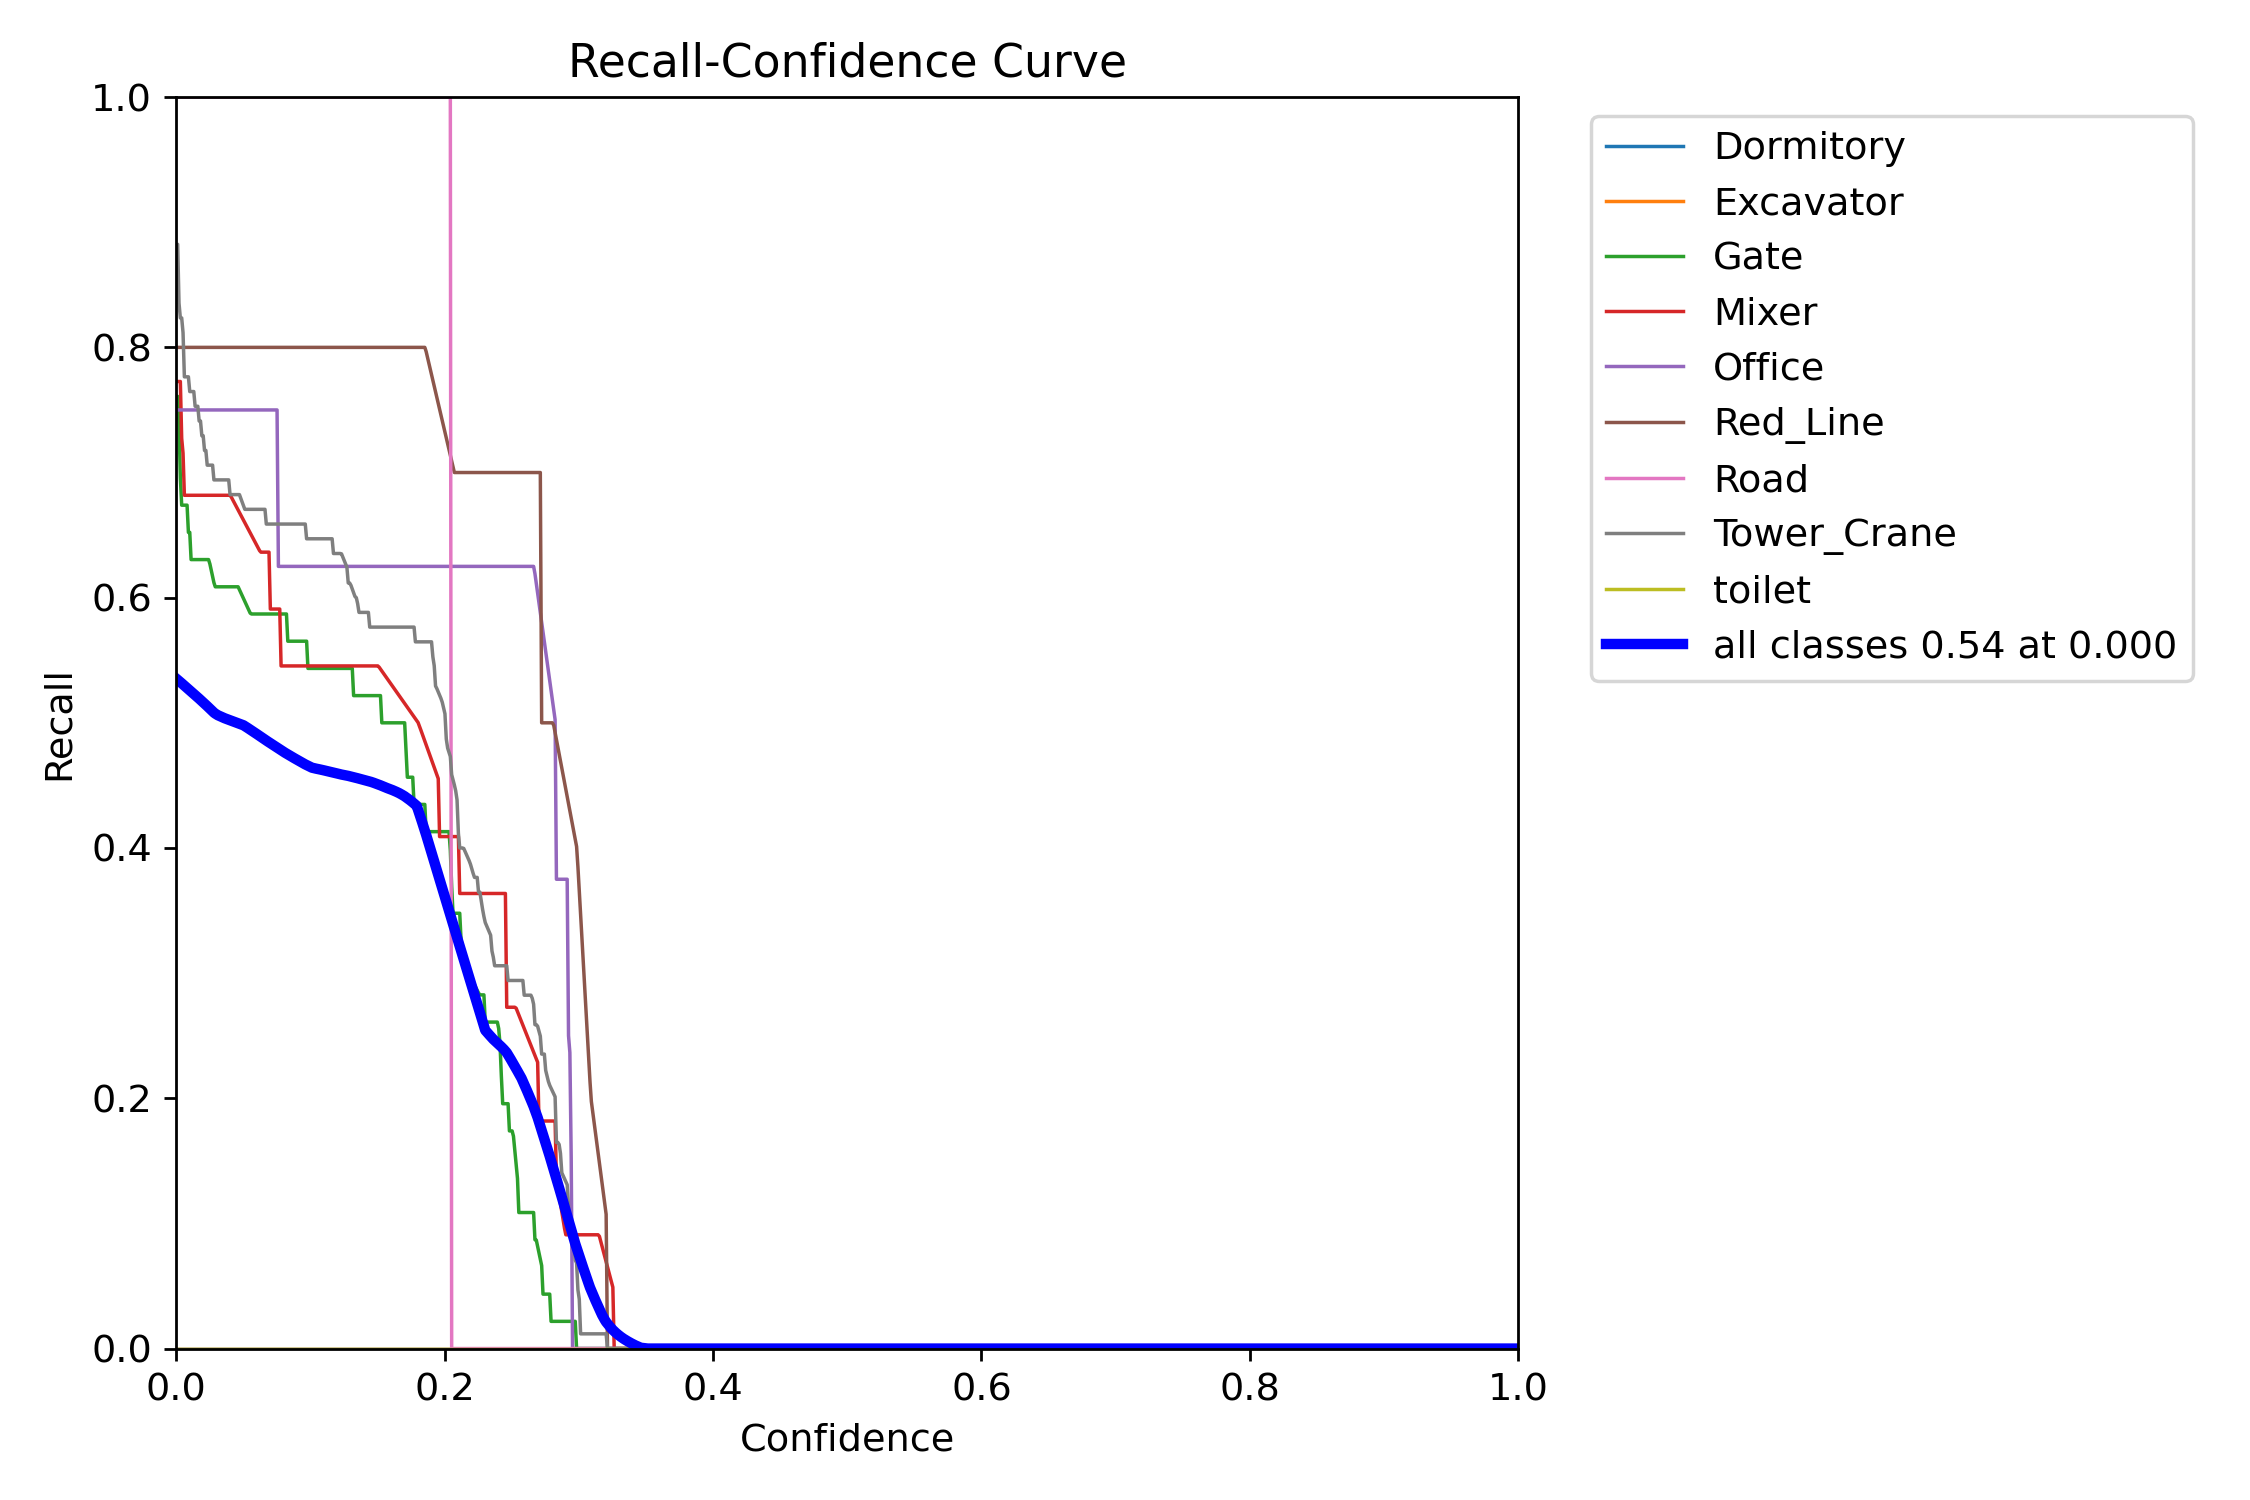 Recall-Confidence Curve
1.0
0.8
0.6
0.4
0.2
0.0
Recall
0.0 0.2 0.4 0.6 0.8 1.0
Confidence
Dormitory
Excavator
Gate
Mixer
Office
Red_Line
Road
Tower_Crane
toilet
all classes 0.54 at 0.000